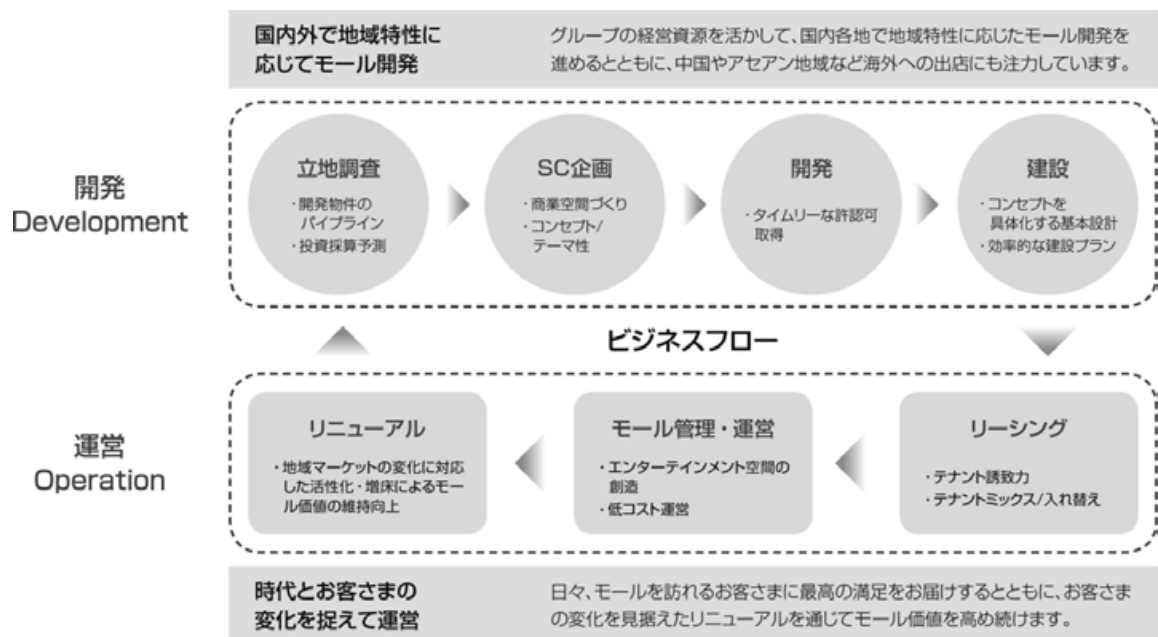 国内外で地域特性に
応じてモール開発
グループの経営資源を活かして、国内各地で地域特性に応じたモール開発を
進めるとともに、中国やアセアン地域など海外への出店にも注力しています。
開発
Development
立地調査
・開発物件の
パイプライン
・投資採算予測
SC企画
・商業空間づくり
・コンセプト/
テーマ性
開発
・タイムリーな許認可
取得
建設
・コンセプトを
具体化する基本設計
・効率的な建設プラン
ビジネスフロー
運営
Operation
リニューアル
・地域マーケットの変化に対応
した活性化・増床によるモー
ル価値の維持向上
モール管理・運営
・エンターテインメント空間の
創造
・低コスト運営
リーシング
・テナント誘致力
・テナントミックス/入れ替え
時代とお客さまの
変化を捉えて運営
日々、モールを訪れるお客さまに最高の満足をお届けするとともに、お客さま
の変化を見据えたリニューアルを通じてモール価値を高め続けます。